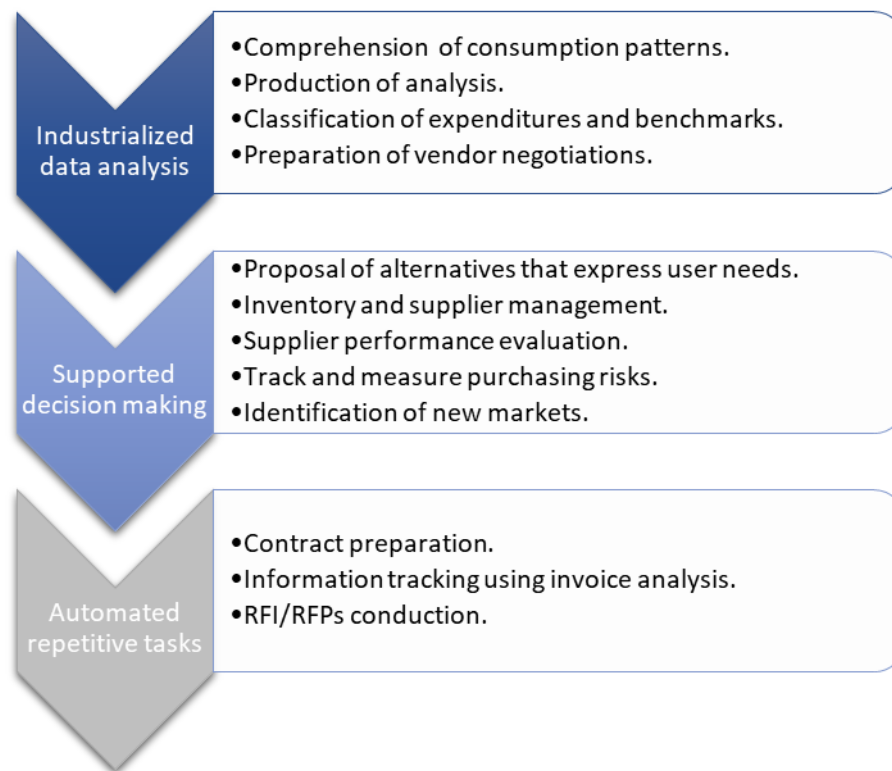 Industrialized
data analysis
•Comprehension of consumption patterns.
•Production of analysis.
•Classification of expenditures and benchmarks.
•Preparation of vendor negotiations.
Supported
decision making
•Proposal of alternatives that express user needs.
•Inventory and supplier management.
•Supplier performance evaluation.
•Track and measure purchasing risks.
•Identification of new markets.
Automated
repetitive tasks
•Contract preparation.
•Information tracking using invoice analysis.
•RFI/RFPs conduction.